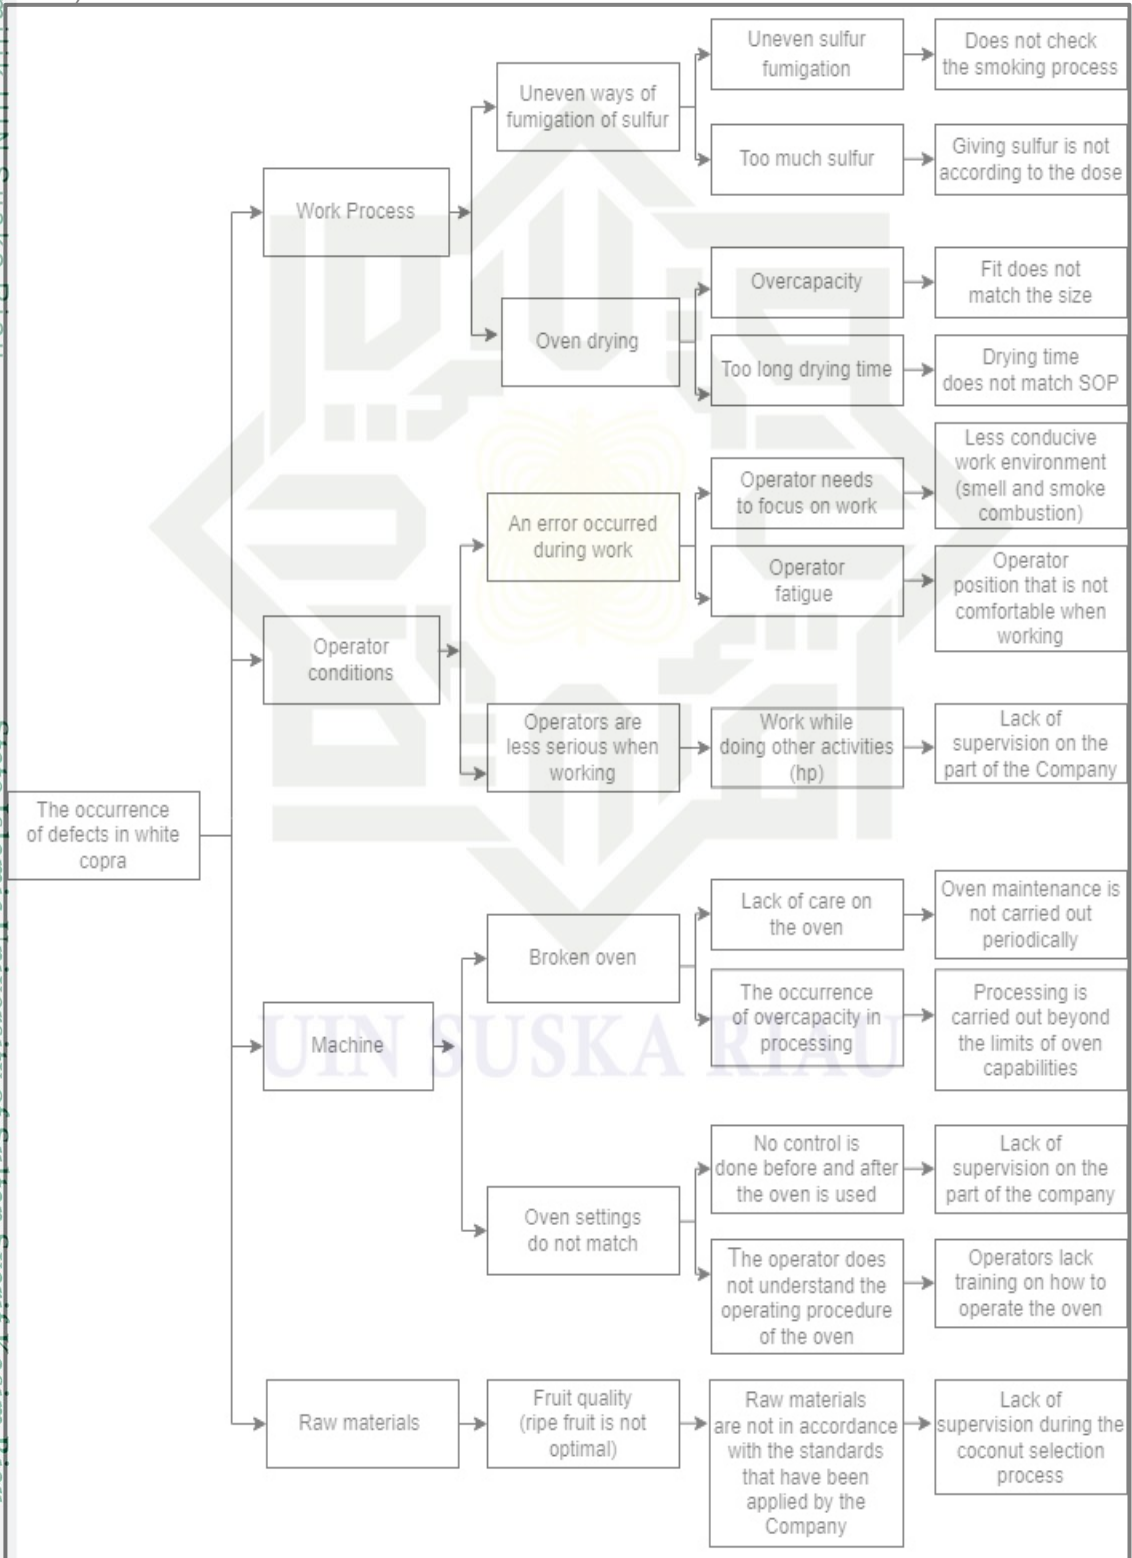 Uneven sulfur
fumigation
Does not check
the smoking process
Uneven ways of
fumigation of sulfur
Too much sulfur
Giving sulfur is not
according to the dose
Work Process
Overcapacity
Fit does not
match the size
Oven drying
Too long drying time
Drying time
does not match SOP
An error occurred
during work
Operator needs
to focus on work
Less conducive
work environment
(smell and smoke
combustion)
Operator
fatigue
Operator
position that is not
comfortable when
working
Operator
conditions
Operators are
less serious when
working
Work while
doing other activities
(hp)
Lack of
supervision on the
part of the Company
The occurrence
of defects in white
copra
Broken oven
Lack of care on
the oven
Oven maintenance is
not carried out
periodically
The occurrence
of overcapacity in
processing
Processing is
carried out beyond
the limits of oven
capabilities
Machine
UIN SUSKA RIAU
Oven settings
do not match
No control is
done before and after
the oven is used
Lack of
supervision on the
part of the company
The operator does
not understand the
operating procedure
of the oven
Operators lack
training on how to
operate the oven
Raw materials
Fruit quality
(ripe fruit is not
optimal)
Raw materials
are not in accordance
with the standards
that have been
applied by the
Company
Lack of
supervision during the
coconut selection
process